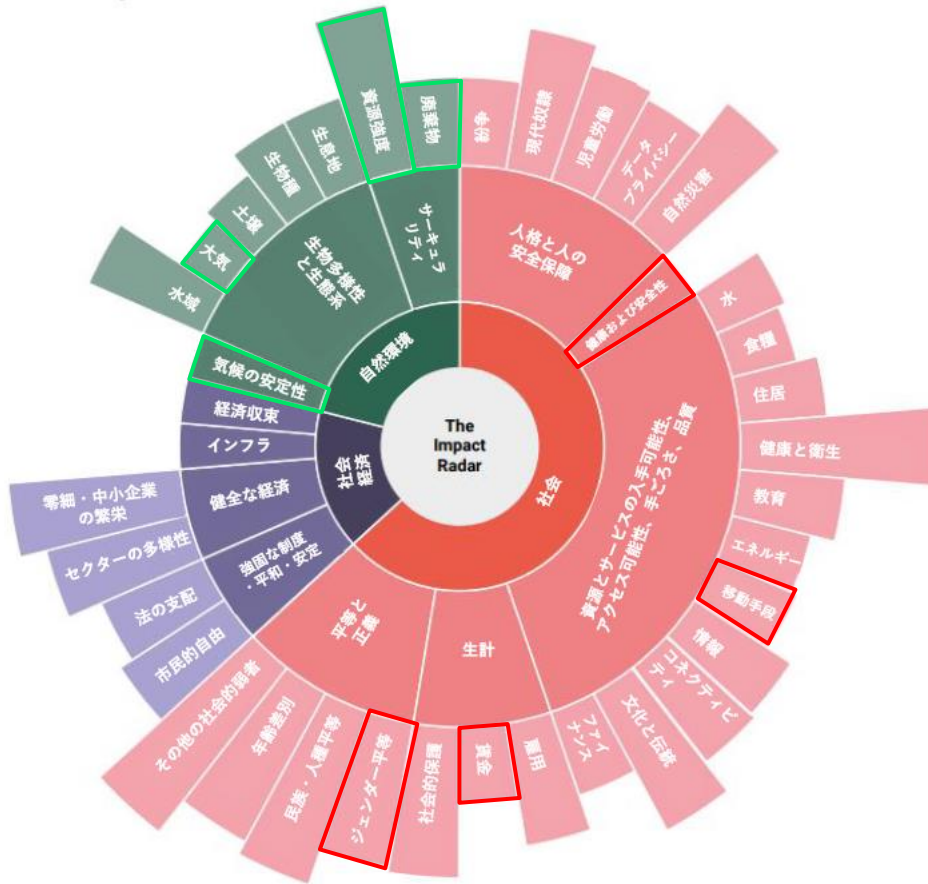 The
Impact
Radar
自然環境
社会
社会
経済
サーキュラ
リティ
生物多様性
と生態系
気候の安定性
廃棄物
資源強度
生息地
生物種
土壌
大気
水域
人格と人の
安全保障
健康および安全性
資源とサービスの入手可能性、
アクセス可能性、手ごろさ、品質
生計
平等と
正義
紛争
現代奴隷
児童労働
データ
プライバシー
自然災害
水
食糧
住居
健康と衛生
教育
エネルギー
移動手段
情報
コネクティビ
ティ
文化と伝統
ファイ
ナンス
雇用
賃金
社会的保護
ジェンダー平等
民族・人種平等
年齢差別
その他の社会的弱者
強固な制度
・平和・安定
健全な経済
インフラ
経済収束
市民的自由
法の支配
セクターの多様性
零細・中小企業
の繁栄